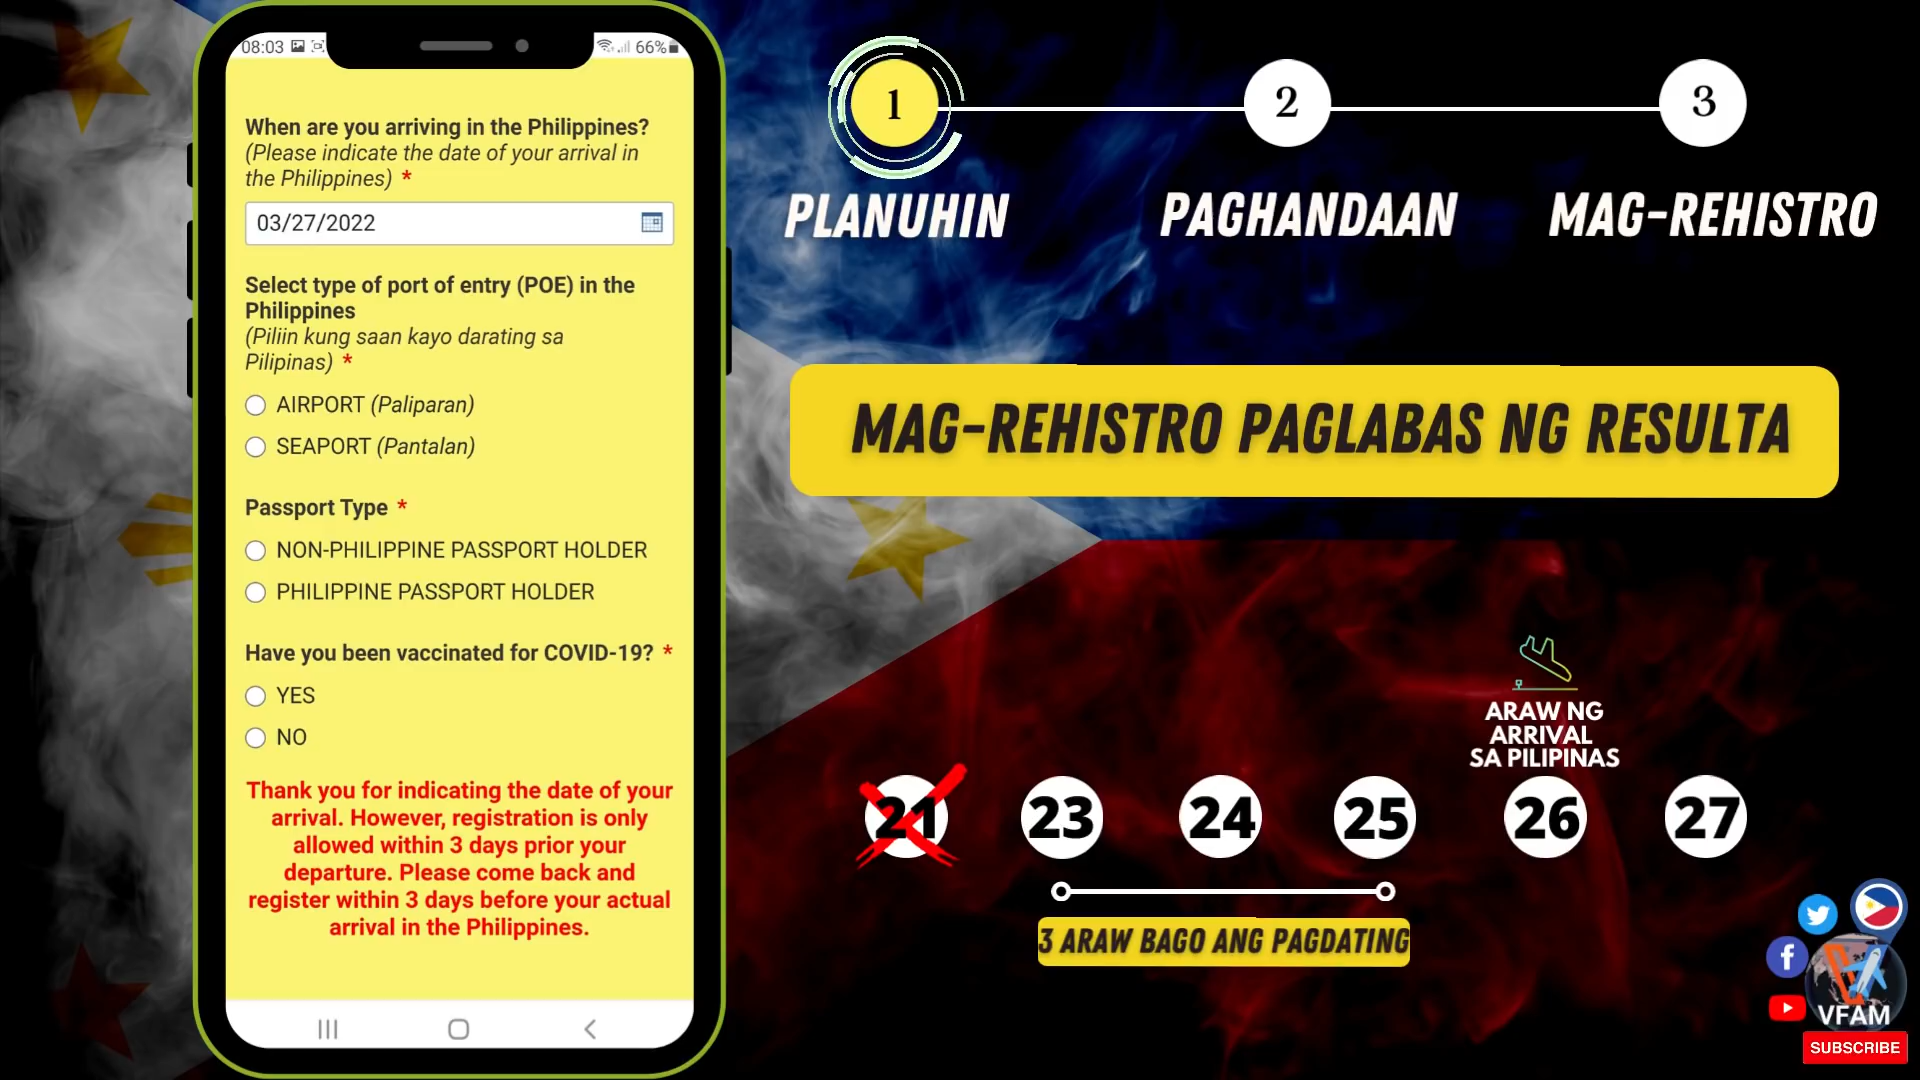 08:03
66%
When are you arriving in the Philippines?
(Please indicate the date of your arrival in
the Philippines) *
03/27/2022
Select type of port of entry (POE) in the
Philippines
(Piliin kung saan kayo darating sa
Pilipinas) *
AIRPORT (Paliparan)
SEAPORT (Pantalan)
Passport Type *
NON-PHILIPPINE PASSPORT HOLDER
PHILIPPINE PASSPORT HOLDER
Have you been vaccinated for COVID-19? *
YES
NO
Thank you for indicating the date of your
arrival. However, registration is only
allowed within 3 days prior your
departure. Please come back and
register within 3 days before your actual
arrival in the Philippines.
1
2
3
PLANUHIN
PAGHANDAAN
MAG-REHISTRO
MAG-REHISTRO PAGLABAS NG RESULTA
ARAW NG
ARRIVAL
SA PILIPINAS
21
23
24
25
26
27
3 ARAW BAGO ANG PAGDATING
VFAM
SUBSCRIBE